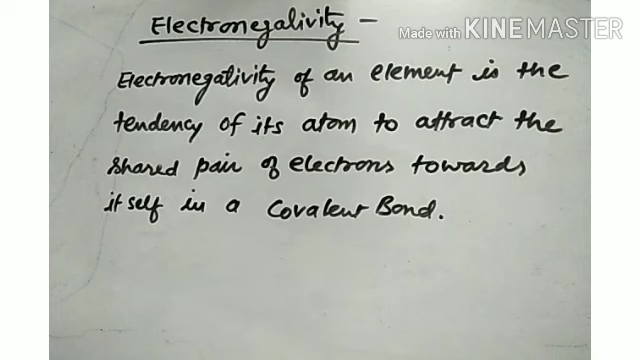 Electronegativity -
Made with KINEMASTER
Electronegativity of an element is the
tendency of its atom to attract the
shared pair of electrons towards
itself in a Covalent Bond.